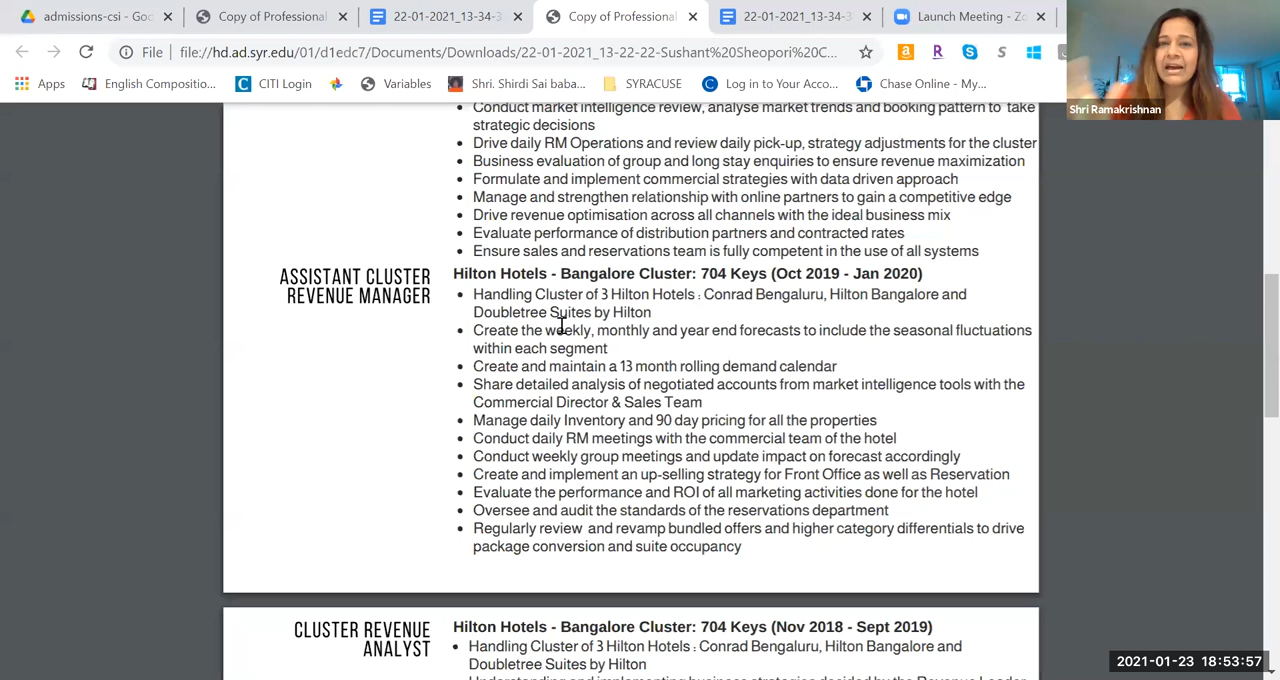 admissions-csi - Goo
Copy of Professional
22-01-2021_13-34-3
Copy of Professional
22-01-2021_13-34-3
Launch Meeting - Zo
File
file://hd.ad.syr.edu/01/d1edc7/Documents/Downloads/22-01-2021_13-22-22-Sushant%20Sheopori%20C...
Apps
English Compositio...
CITI Login
Variables
Sri. Shirdi Sai baba...
SYRACUSE
Log in to Your Acco...
Chase Online - My...
Shri Ramakrishnan
Conduct market intelligence review, analyse market trends and booking pattern to take
strategic decisions
Drive daily RM Operations and review daily pick-up, strategy adjustments for the cluster
Business evaluation of group and long stay enquiries to ensure revenue maximization
Formulate and implement commercial strategies with data driven approach
Manage and strengthen relationship with online partners to gain a competitive edge
Drive revenue optimisation across all channels with the ideal business mix
Evaluate performance of distribution partners and contracted rates
Ensure sales and reservations team is fully competent in the use of all systems
ASSISTANT CLUSTER
REVENUE MANAGER
Hilton Hotels - Bangalore Cluster: 704 Keys (Oct 2019 - Jan 2020)
Handling Cluster of 3 Hilton Hotels : Conrad Bengaluru, Hilton Bangalore and
Doubletree Suites by Hilton
Create the weekly, monthly and year end forecasts to include the seasonal fluctuations
within each segment
Create and maintain a 13 month rolling demand calendar
Share detailed analysis of negotiated accounts from market intelligence tools with the
Commercial Director & Sales Team
Manage daily Inventory and 90 day pricing for all the properties
Conduct daily RM meetings with the commercial team of the hotel
Conduct weekly group meetings and update impact on forecast accordingly
Create and implement an up-selling strategy for Front Office as well as Reservation
Evaluate the performance and ROI of all marketing activities done for the hotel
Oversee and audit the standards of the reservations department
Regularly review and revamp bundled offers and higher category differentials to drive
package conversion and suite occupancy
CLUSTER REVENUE
ANALYST
Hilton Hotels - Bangalore Cluster: 704 Keys (Nov 2018 - Sept 2019)
Handling Cluster of 3 Hilton Hotels : Conrad Bengaluru, Hilton Bangalore and
Doubletree Suites by Hilton
Understanding and implementing business strategies decided by the Revenue Leader
2021-01-23 18:53:57